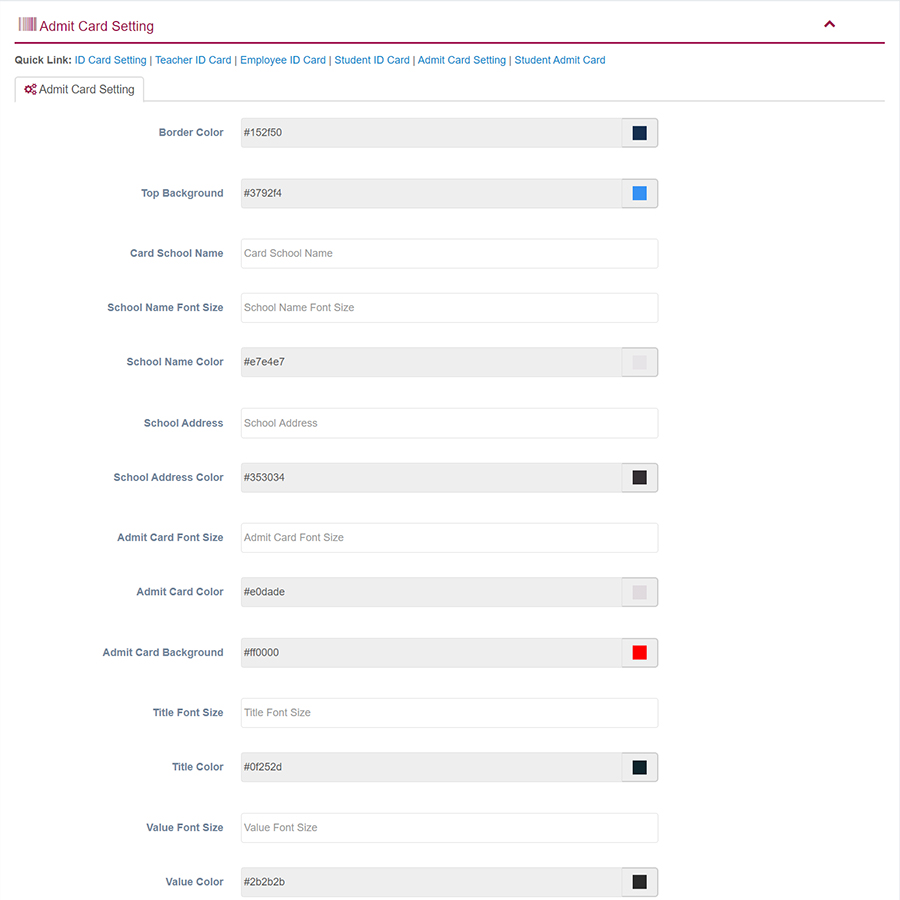 Admit Card Setting
Quick Link: ID Card Setting | Teacher ID Card | Employee ID Card | Student ID Card | Admit Card Setting | Student Admit Card
Admit Card Setting
Border Color #152f50
Top Background #3792f4
Card School Name Card School Name
School Name Font Size School Name Font Size
School Name Color #e7e4e7
School Address School Address
School Address Color #353034
Admit Card Font Size Admit Card Font Size
Admit Card Color #e0dade
Admit Card Background #ff0000
Title Font Size Title Font Size
Title Color #0f252d
Value Font Size Value Font Size
Value Color #2b2b2b